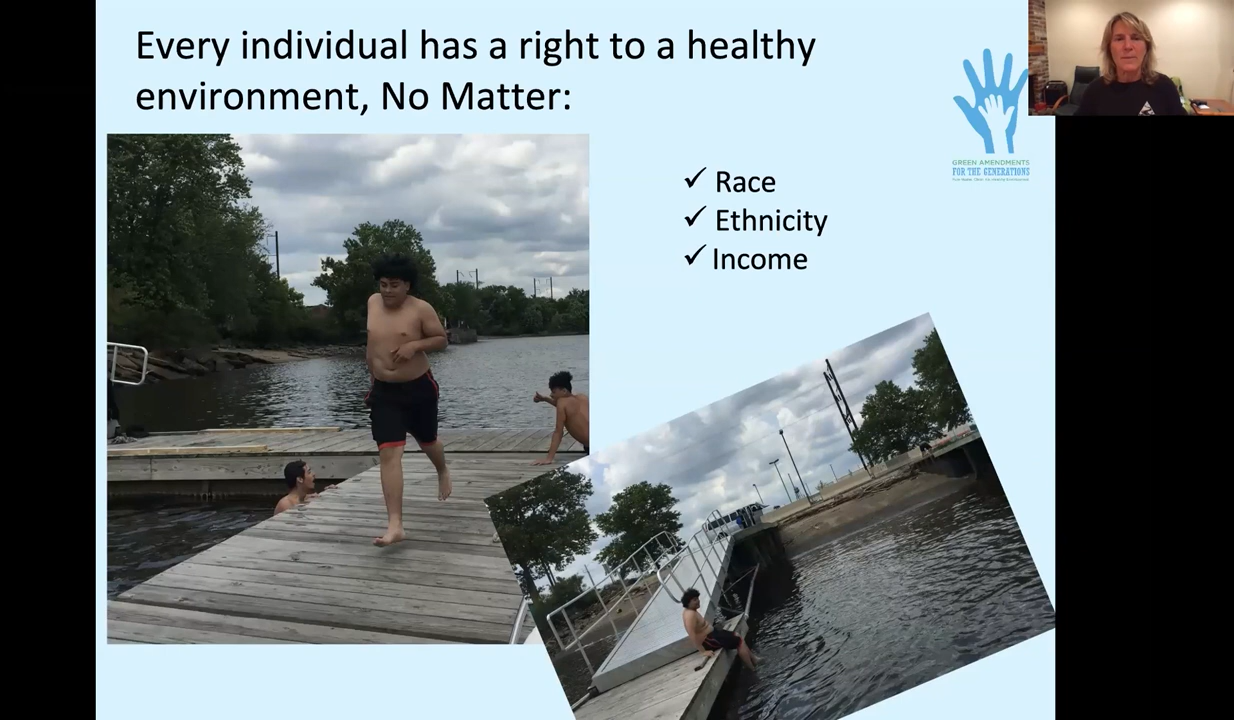 Every individual has a right to a healthy
environment, No Matter:
✓ Race
✓ Ethnicity
✓ Income
GREEN AMENDMENTS
FOR THE GENERATIONS